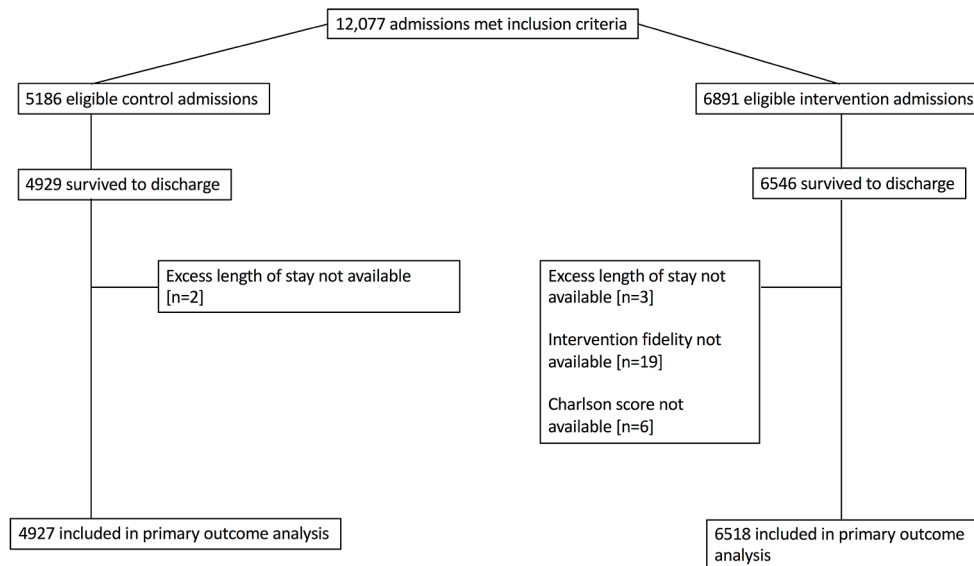 12,077 admissions met inclusion criteria
5186 eligible control admissions
6891 eligible intervention admissions
4929 survived to discharge
6546 survived to discharge
Excess length of stay not available
[n=2]
Excess length of stay not
available [n=3]
Intervention fidelity not
available [n=19]
Charlson score not
available [n=6]
4927 included in primary outcome analysis
6518 included in primary outcome
analysis